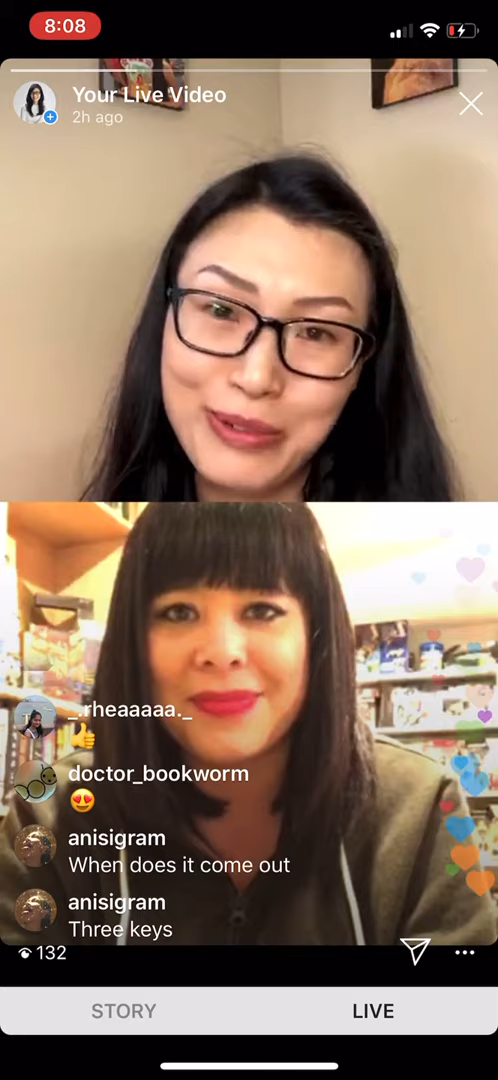 8:08
Your Live Video
2h ago
_.rheaaaaa._
👍
doctor_bookworm
😍
anisigram
When does it come out
anisigram
Three keys
132
STORY
LIVE